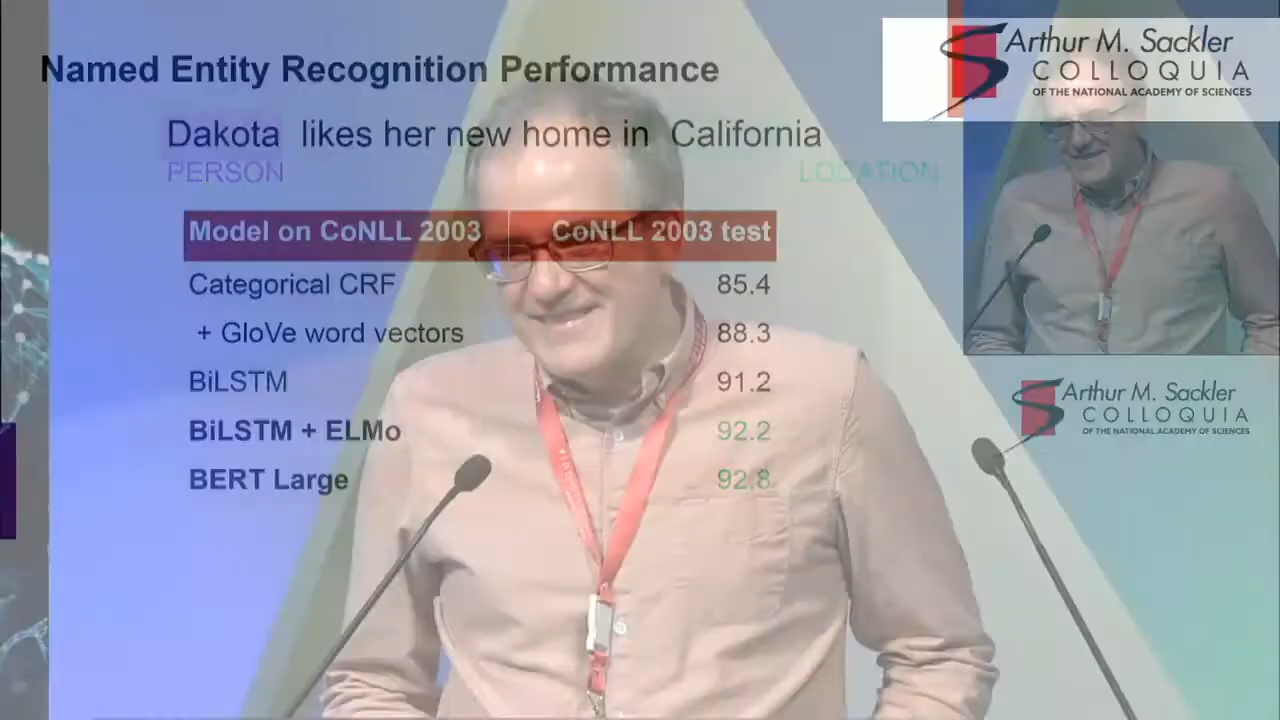 Named Entity Recognition Performance
Dakota likes her new home in California
PERSON LOCATION
Model on CoNLL 2003 CoNLL 2003 test
Categorical CRF 85.4
+ GloVe word vectors 88.3
BiLSTM 91.2
BiLSTM + ELMo 92.2
BERT Large 92.8
Arthur M. Sackler
COLLOQUIA
OF THE NATIONAL ACADEMY OF SCIENCES
Arthur M. Sackler
COLLOQUIA
OF THE NATIONAL ACADEMY OF SCIENCES